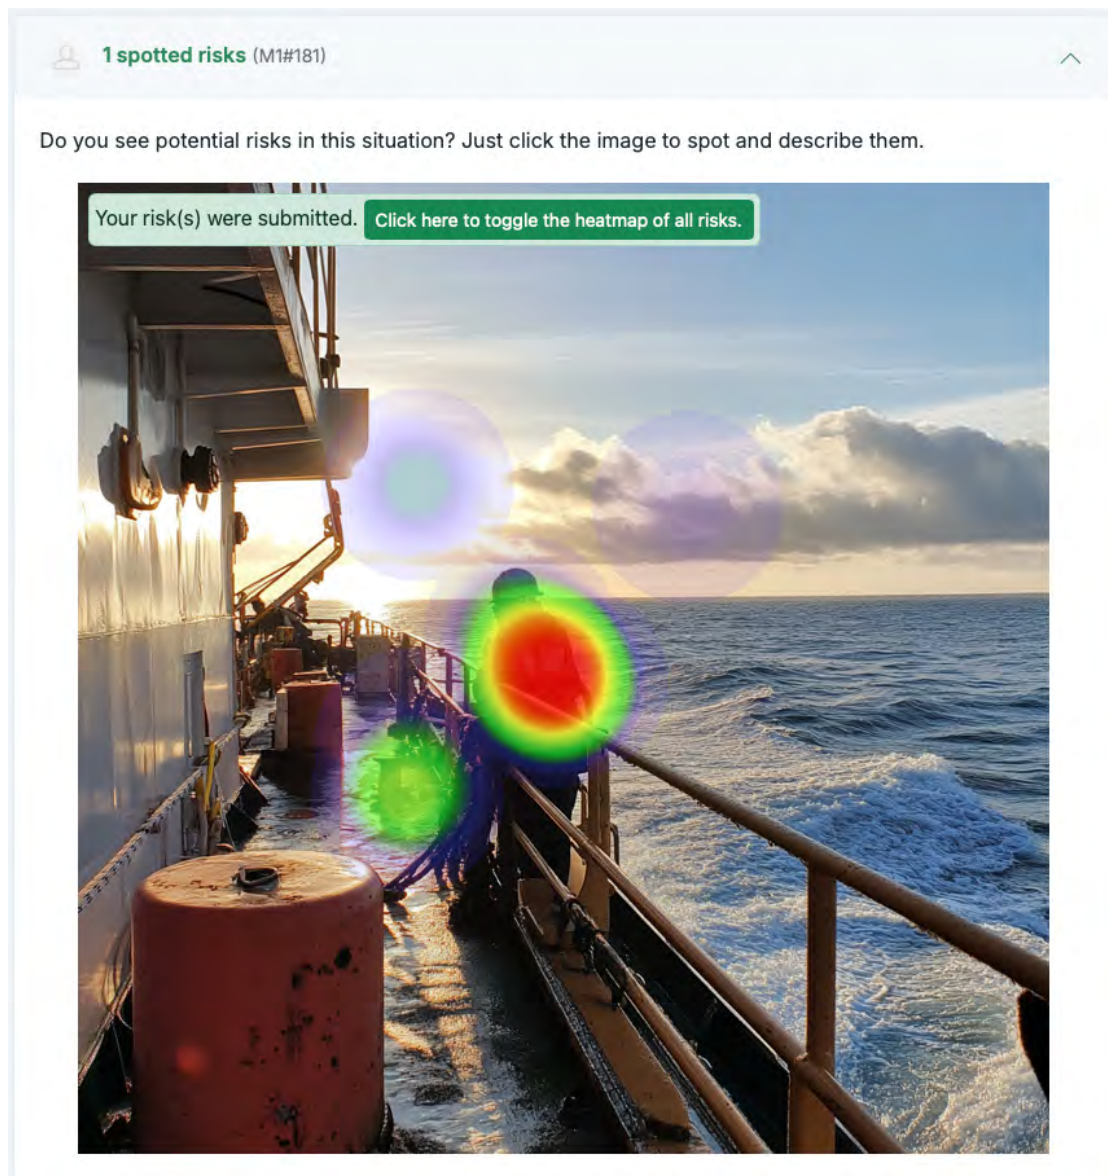 1 spotted risks (M1#181)
Do you see potential risks in this situation? Just click the image to spot and describe them.
Your risk(s) were submitted. Click here to toggle the heatmap of all risks.